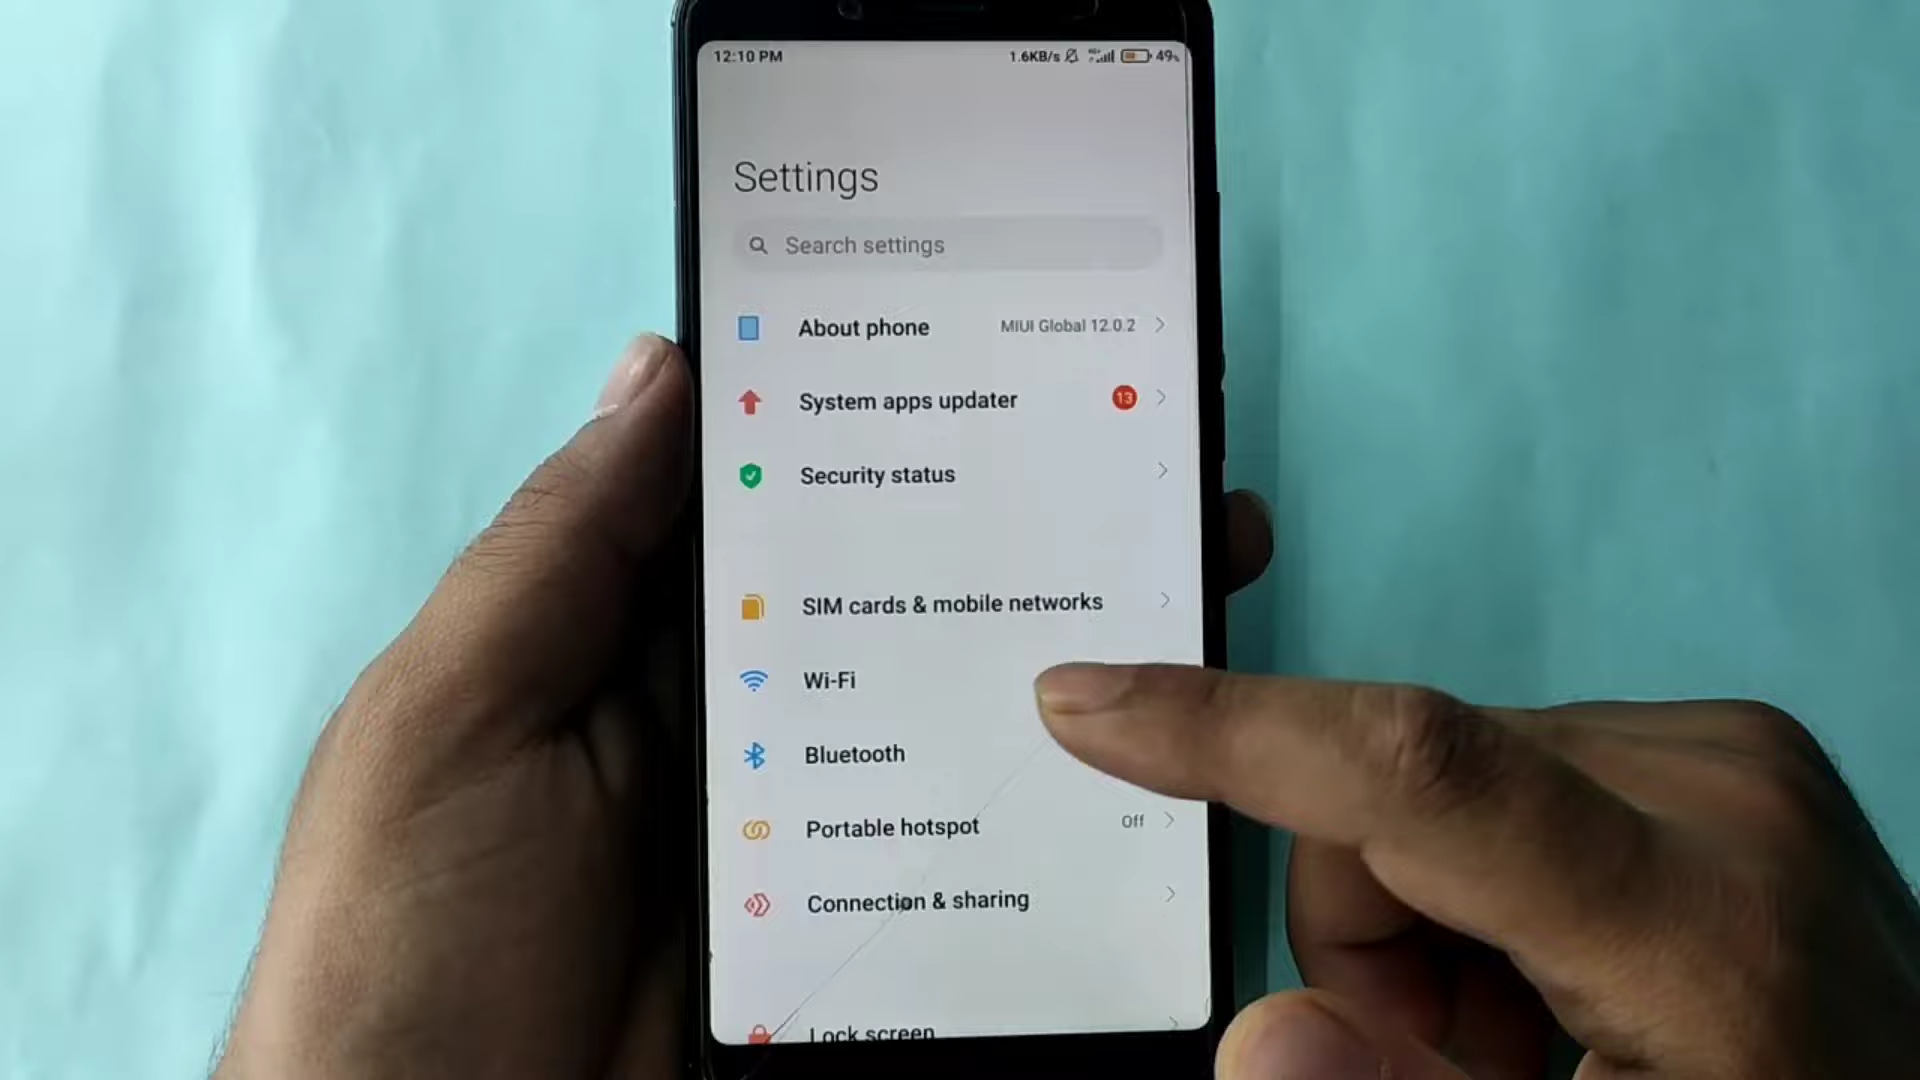 12:10 PM 1.6KB/s 49%
Settings
Search settings
About phone MIUI Global 12.0.2
System apps updater 13
Security status
SIM cards & mobile networks
Wi-Fi
Bluetooth
Portable hotspot Off
Connection & sharing
Lock screen